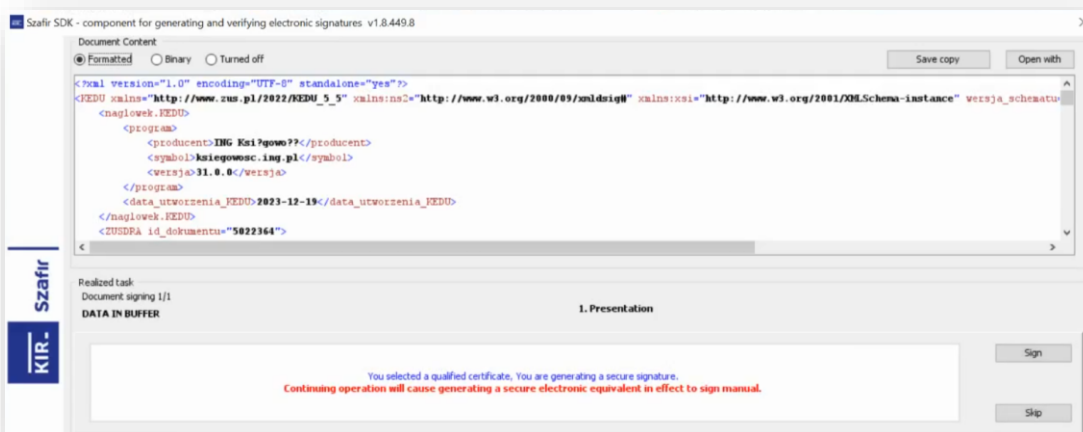 KIR. Szafir SDK - component for generating and verifying electronic signatures v1.8.449.8
Document Content
Formatted Binary Turned off Save copy Open with
<?xml version="1.0" encoding="UTF-8" standalone="yes"?>
<KEDU xmlns="http://www.zus.pl/2022/KEDU_5_5" xmlns:ns2="http://www.w3.org/2000/09/xmldsig#" xmlns:xsi="http://www.w3.org/2001/XMLSchema-instance" wersja_schematu=
<naglowek.KEDU>
<program>
<producent>ING Ksi?gowo??</producent>
<symbol>ksiegowosc.ing.pl</symbol>
<wersja>31.0.0</wersja>
</program>
<data_utworzenia_KEDU>2023-12-19</data_utworzenia_KEDU>
</naglowek.KEDU>
<ZUSDRA id_dokumentu="5022364">
KIR. Szafir
Realized task
Document signing 1/1
DATA IN BUFFER
1. Presentation
You selected a qualified certificate, You are generating a secure signature.
Continuing operation will cause generating a secure electronic equivalent in effect to sign manual.
Sign
Skip